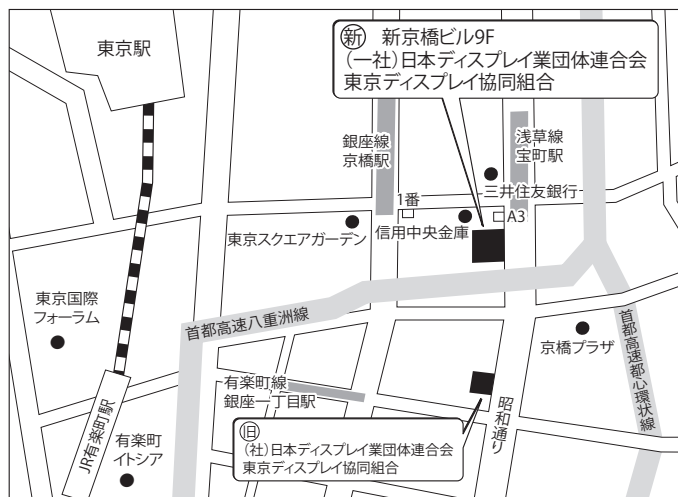 東京駅
新 新京橋ビル9F
(一社)日本ディスプレイ業団体連合会
東京ディスプレイ協同組合
銀座線
京橋駅
浅草線
宝町駅
三井住友銀行
1番
A3
信用中央金庫
東京スクエアガーデン
東京国際
フォーラム
首都高速八重洲線
首都高速都心環状線
京橋プラザ
有楽町線
銀座一丁目駅
昭和通り
JR有楽町駅
有楽町
イトシア
旧
(社)日本ディスプレイ業団体連合会
東京ディスプレイ協同組合